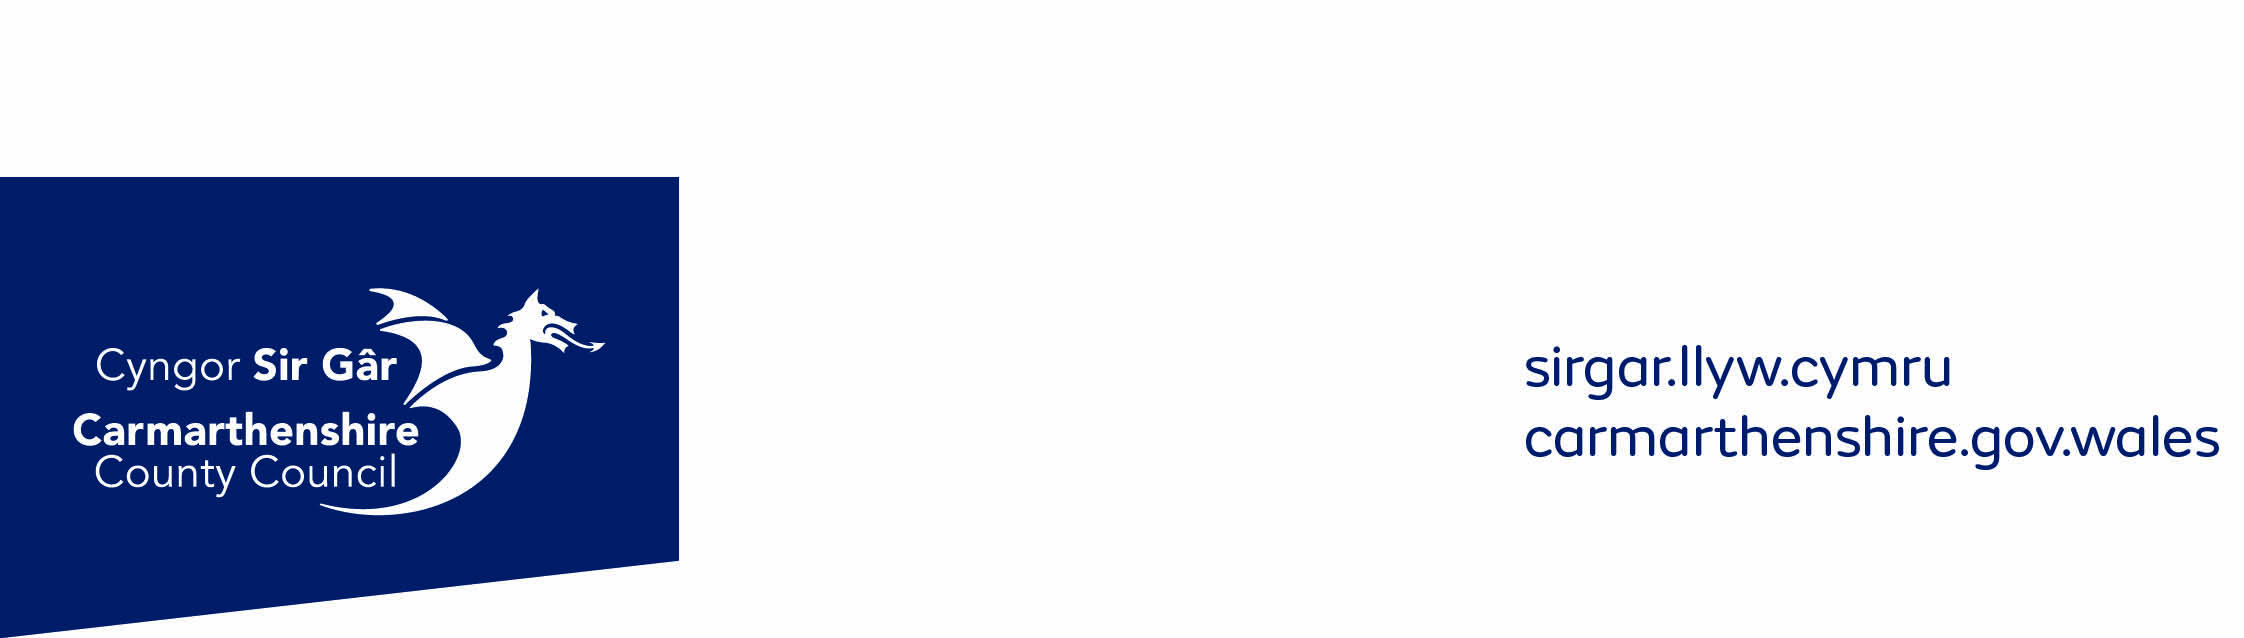 Cyngor Sir Gâr
Carmarthenshire
County Council
sirgar.llyw.cymru
carmarthenshire.gov.wales